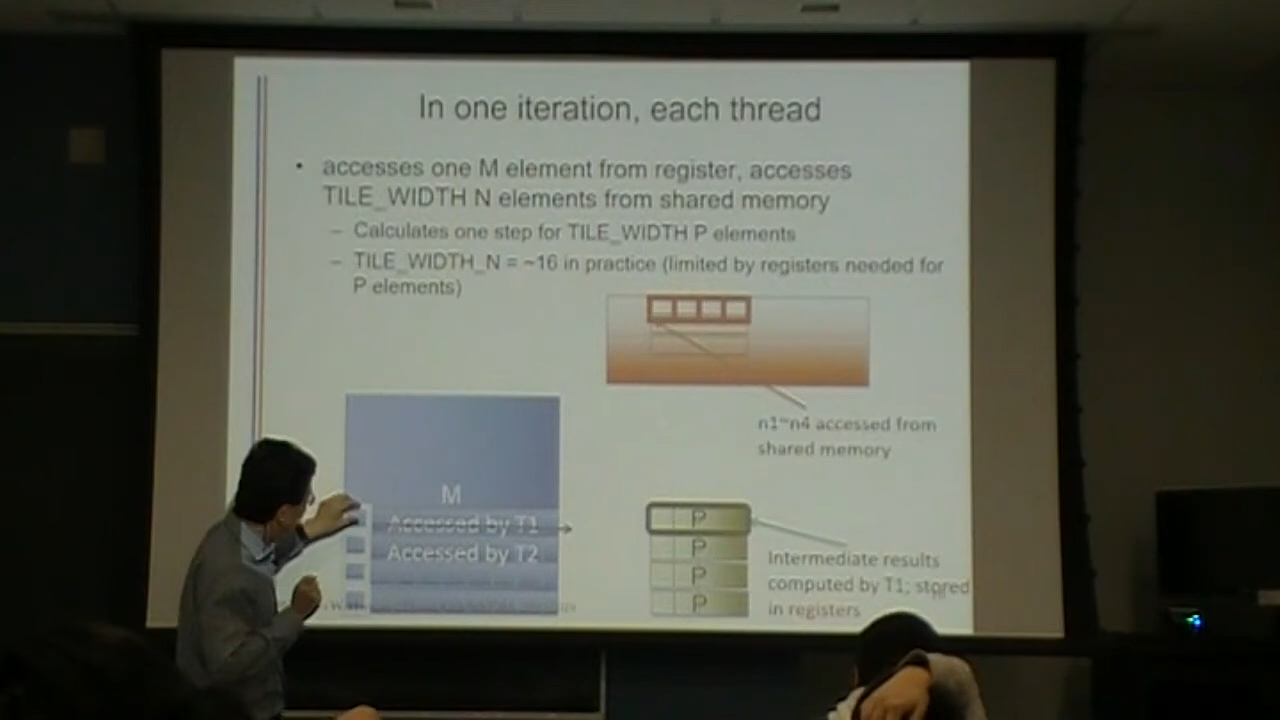 In one iteration, each thread
• accesses one M element from register, accesses
TILE_WIDTH N elements from shared memory
– Calculates one step for TILE_WIDTH P elements
– TILE_WIDTH_N = ~16 in practice (limited by registers needed for
P elements)
n1~n4 accessed from
shared memory
M
Accessed by T1
Accessed by T2
P
P
P
P
Intermediate results
computed by T1; stored
in registers